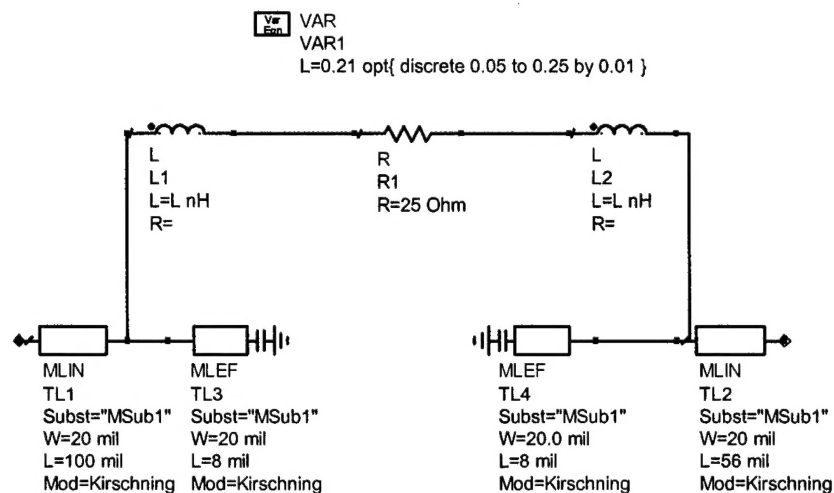 Var
Eqn
VAR
VAR1
L=0.21 opt{ discrete 0.05 to 0.25 by 0.01 }
L
L1
L=L nH
R=
R
R1
R=25 Ohm
L
L2
L=L nH
R=
MLIN
TL1
Subst="MSub1"
W=20 mil
L=100 mil
Mod=Kirschning
MLEF
TL3
Subst="MSub1"
W=20 mil
L=8 mil
Mod=Kirschning
MLEF
TL4
Subst="MSub1"
W=20.0 mil
L=8 mil
Mod=Kirschning
MLIN
TL2
Subst="MSub1"
W=20 mil
L=56 mil
Mod=Kirschning